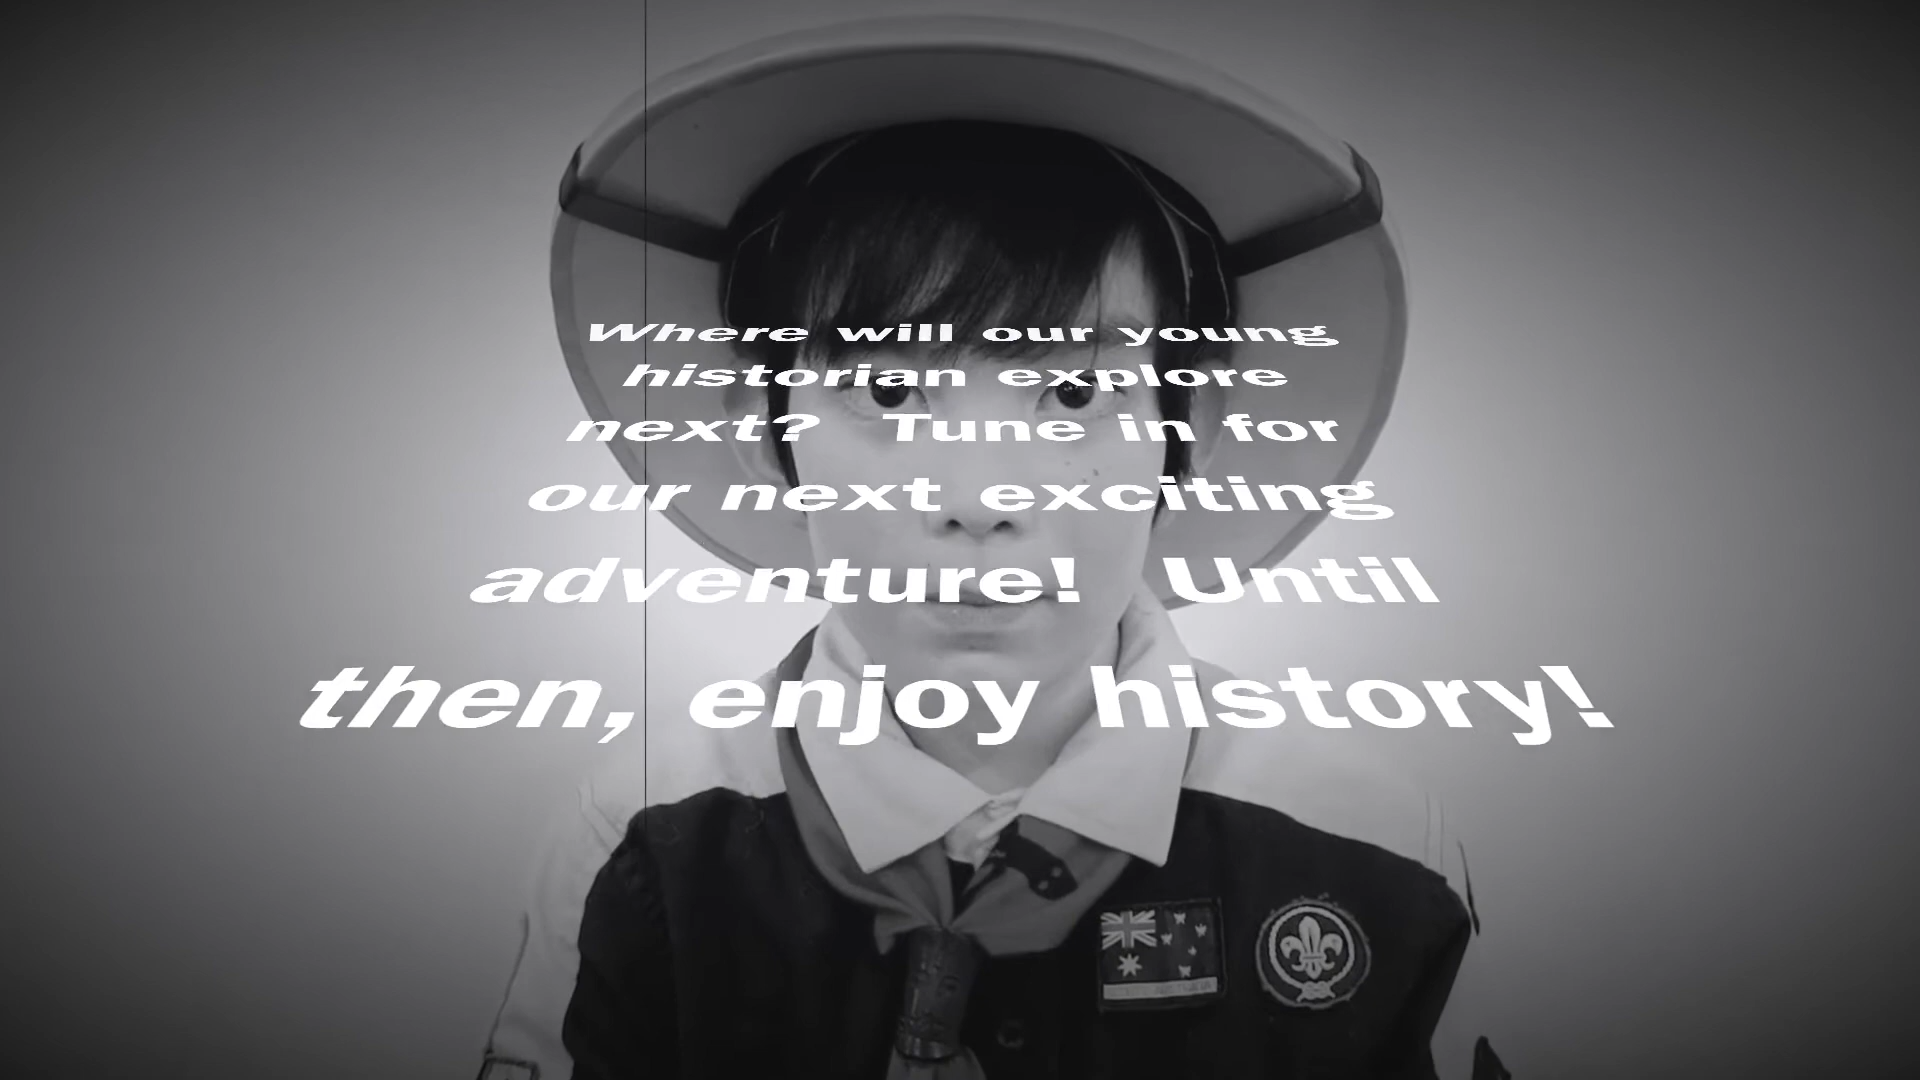 Where will our young
historian explore
next?  Tune in for
our next exciting
adventure!  Until
then, enjoy history!